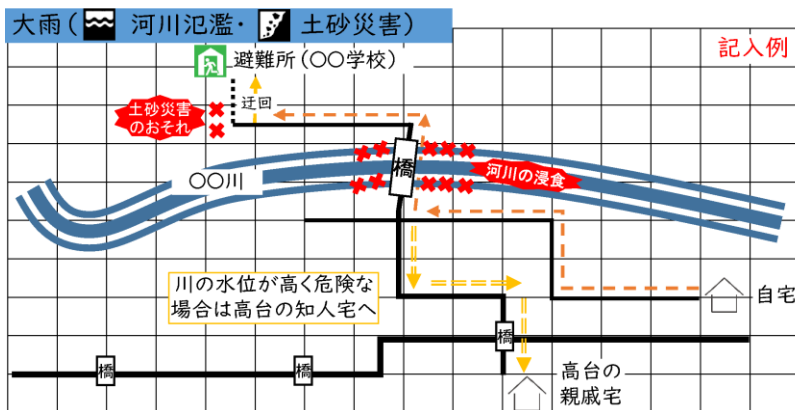 大雨(河川氾濫・土砂災害)
記入例
避難所(〇〇学校)
土砂災害
のおそれ
迂回
橋
〇〇川
河川の浸食
川の水位が高く危険な
場合は高台の知人宅へ
自宅
橋
橋
橋
高台の
親戚宅